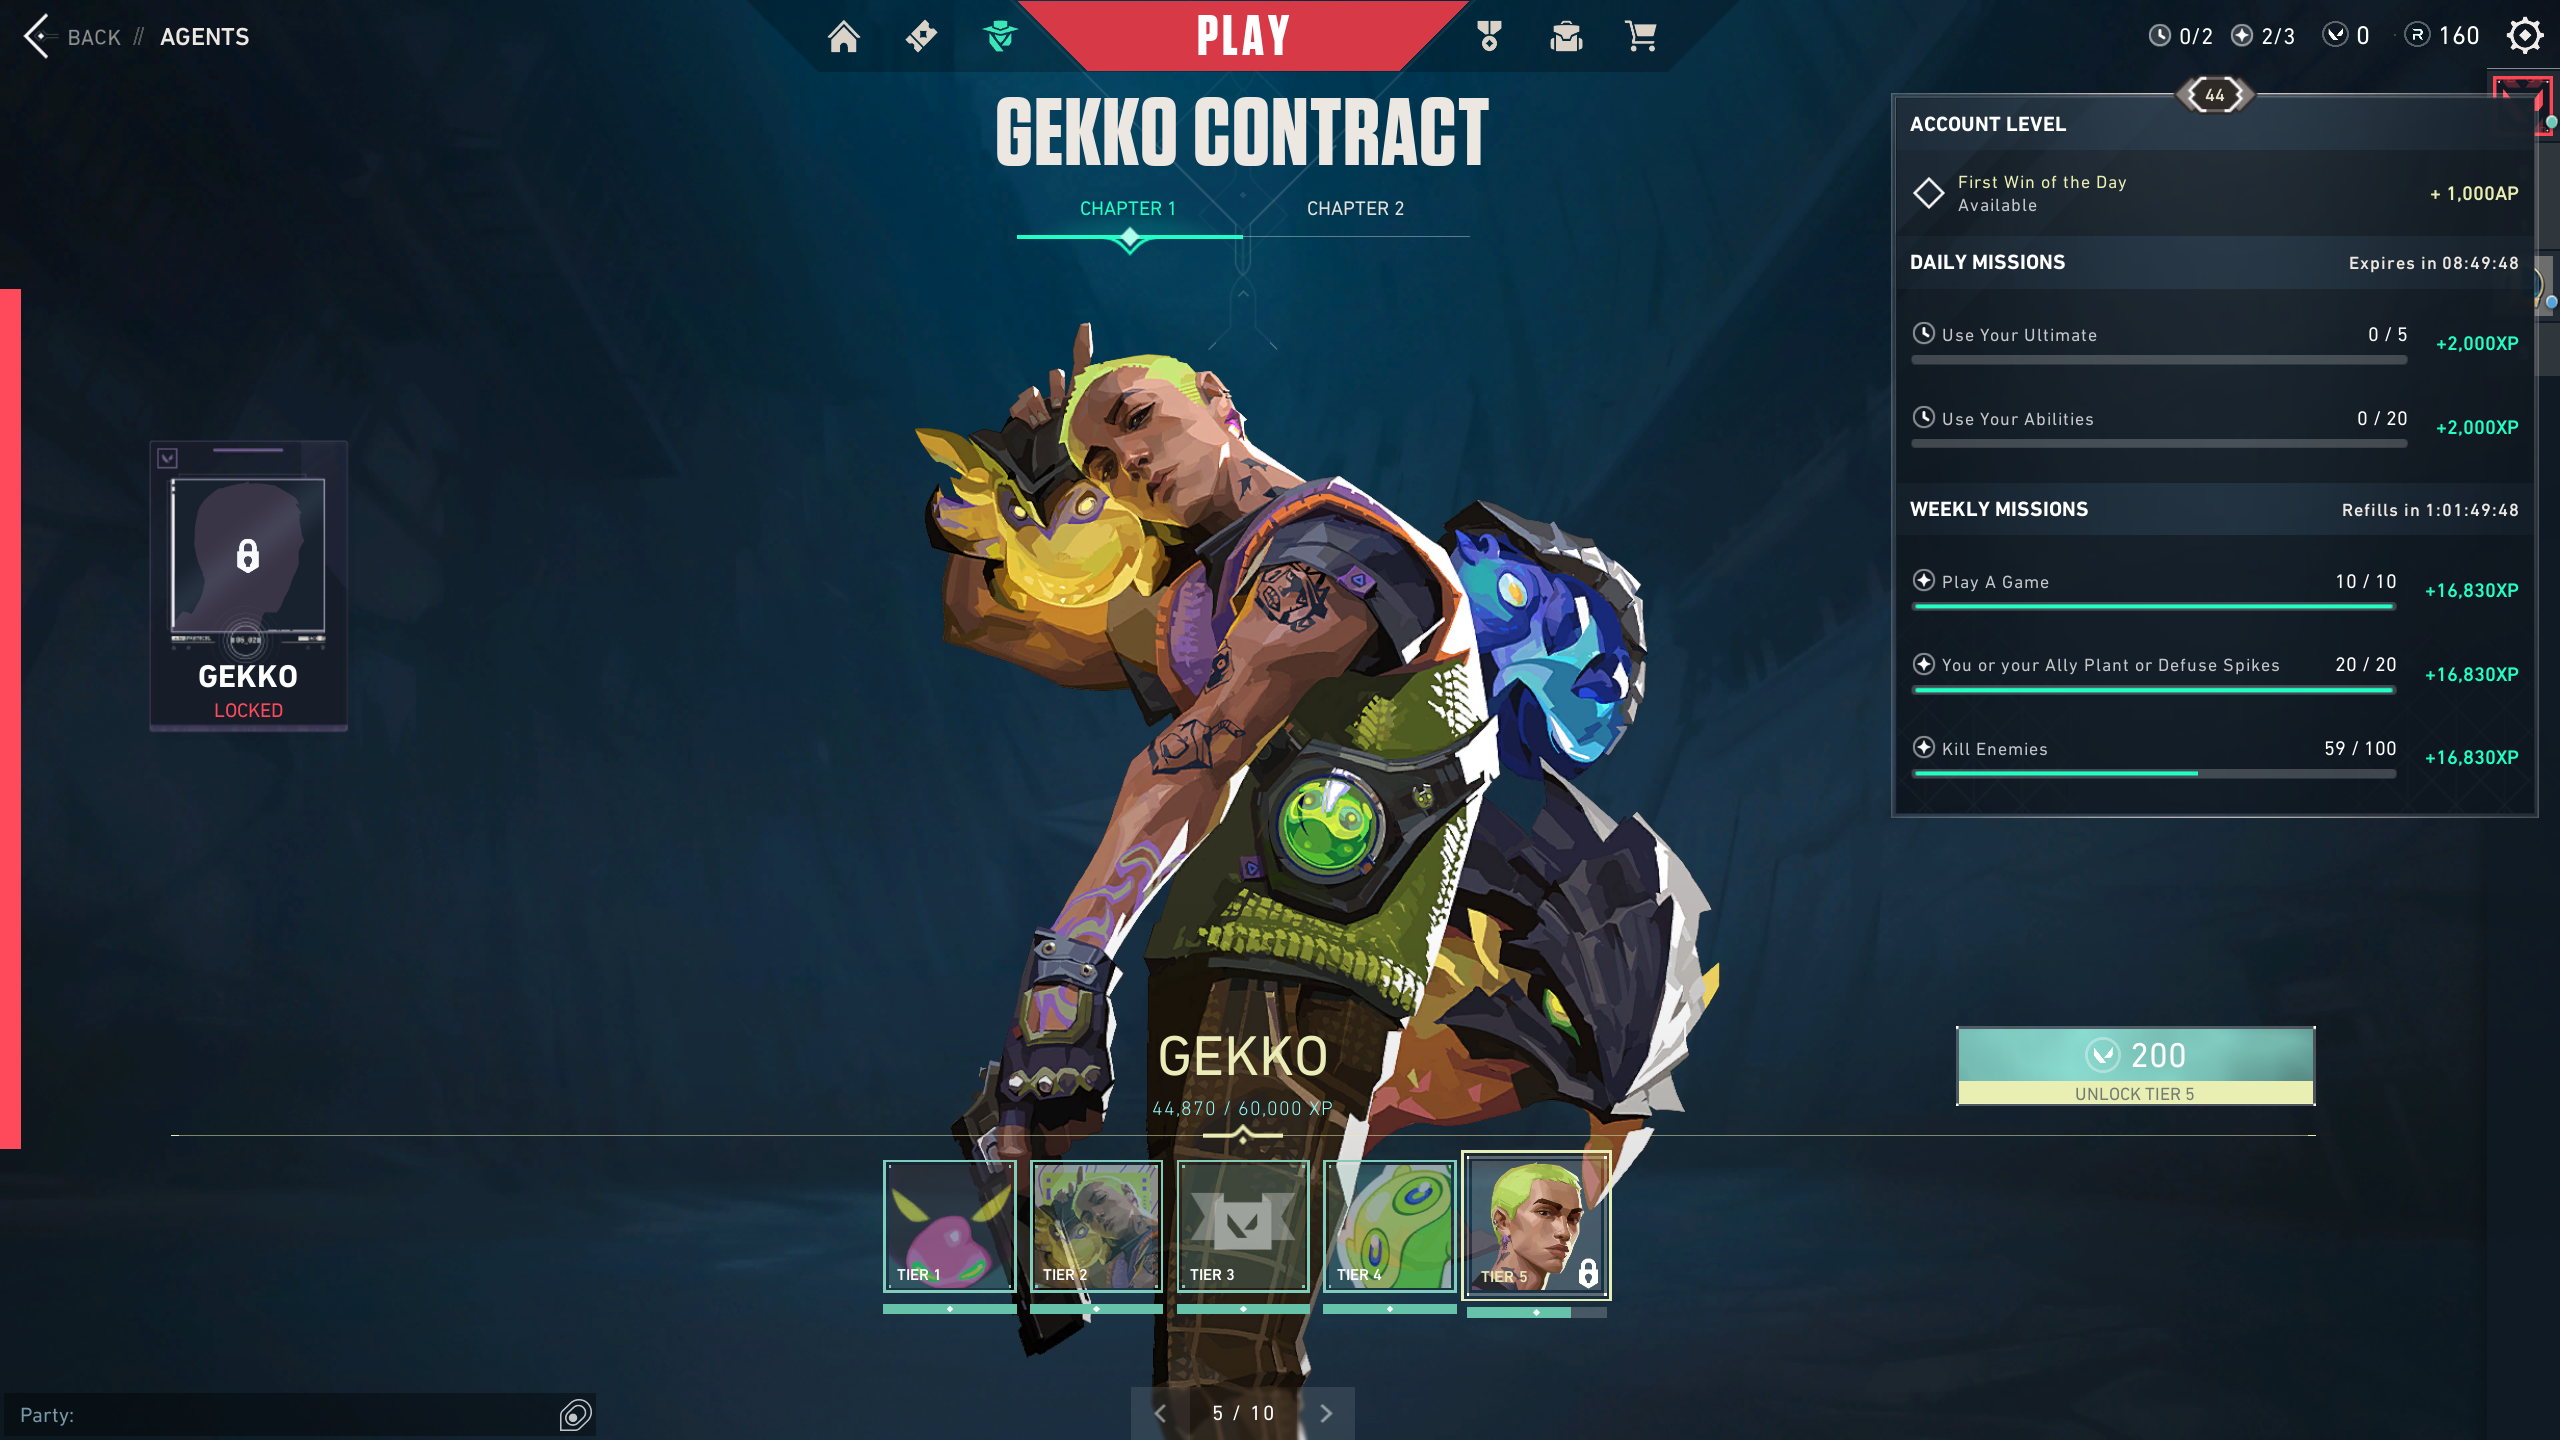 BACK // AGENTS
PLAY
0/2 2/3 0 160
GEKKO CONTRACT
CHAPTER 1 CHAPTER 2
44
ACCOUNT LEVEL
First Win of the Day
Available
+ 1,000AP
DAILY MISSIONS Expires in 08:49:48
Use Your Ultimate 0 / 5 +2,000XP
Use Your Abilities 0 / 20 +2,000XP
WEEKLY MISSIONS Refills in 1:01:49:48
Play A Game 10 / 10 +16,830XP
You or your Ally Plant or Defuse Spikes 20 / 20 +16,830XP
Kill Enemies 59 / 100 +16,830XP
GEKKO
LOCKED
GEKKO
44,870 / 60,000 XP
200
UNLOCK TIER 5
TIER 1 TIER 2 TIER 3 TIER 4 TIER 5
Party:
5 / 10